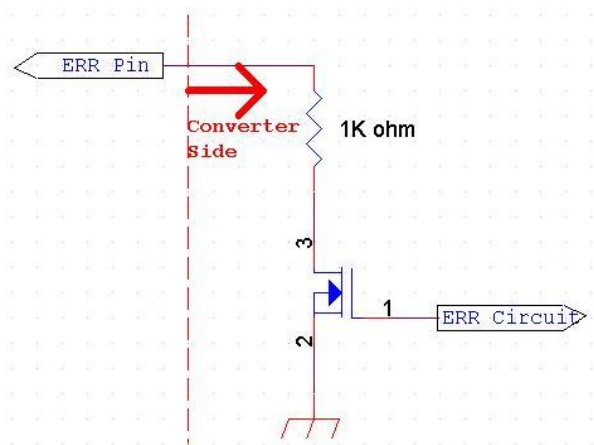 ERR Pin
Converter
Side
1K ohm
3
1
ERR Circuit
2